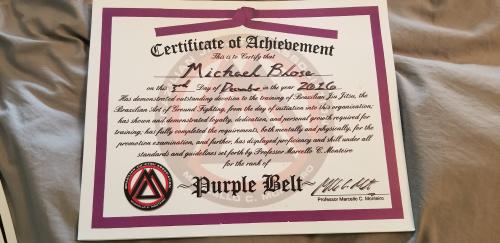 Certificate of Achievement
This is to Certify that
Michael Blose
on this 3rd Day of December in the year 2016
Has demonstrated outstanding devotion to the training of Brazilian Jiu Jitsu, the
Brazilian Art of Ground Fighting, from the day of initiation into this organization,
has shown and demonstrated loyalty, dedication, and personal growth required for
training, has fully completed the requirements, both mentally and physically, for the
promotion examination, and further, has displayed proficiency and skill under all
standards and guidelines set forth by Professor Marcello C. Monteiro
for the rank of
~Purple Belt~
Professor Marcello C. Monteiro
MARCELLO C. MONTEIRO